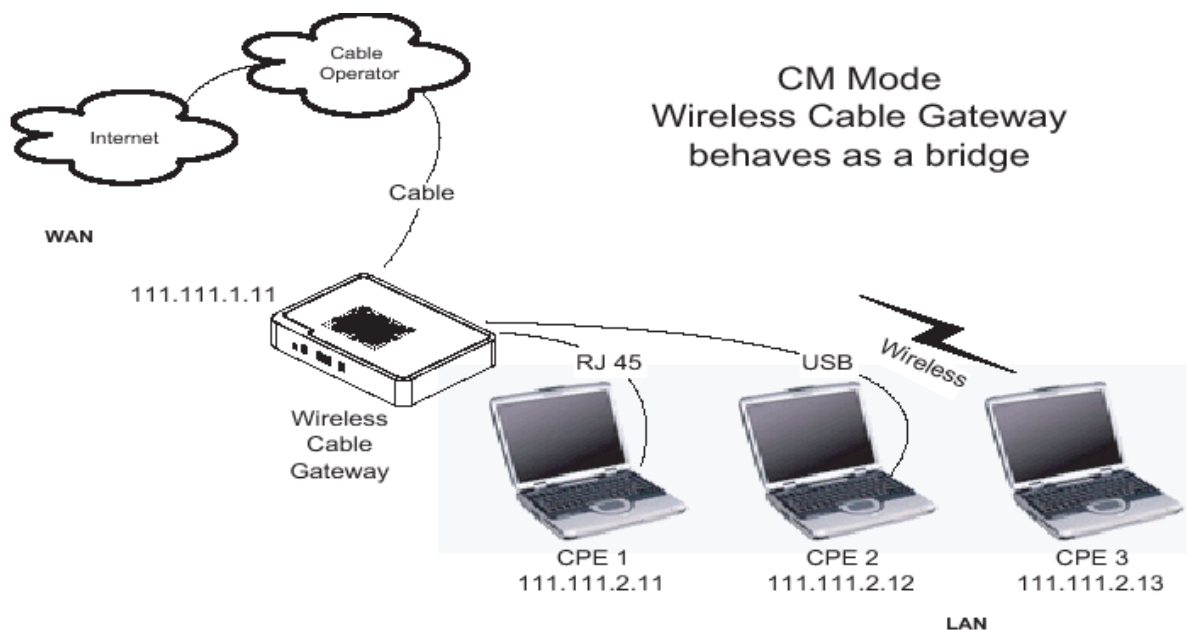 Cable
Operator
Internet
CM Mode
Wireless Cable Gateway
behaves as a bridge
Cable
WAN
111.111.1.11
Wireless
Cable
Gateway
RJ 45
USB
Wireless
CPE 1
111.111.2.11
CPE 2
111.111.2.12
CPE 3
111.111.2.13
LAN